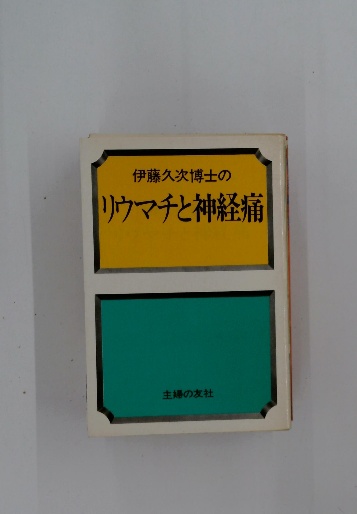 伊藤久次博士の
リウマチと神経痛
主婦の友社